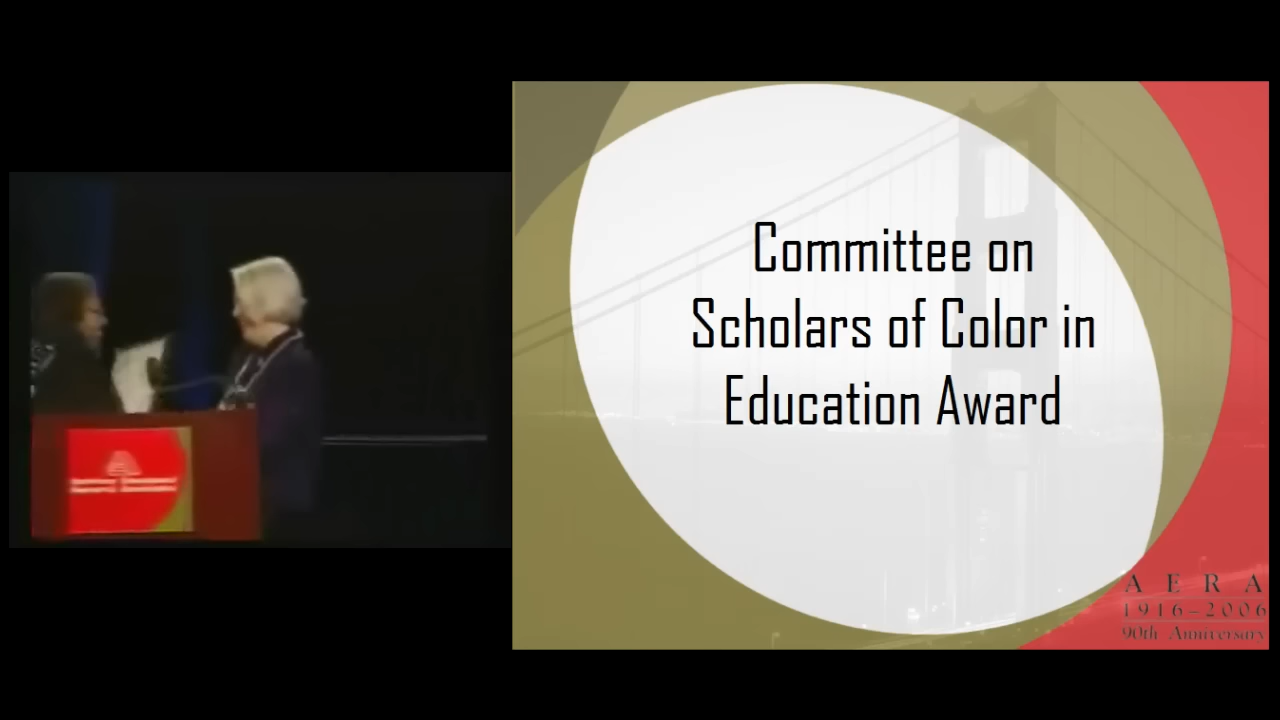 Committee on
Scholars of Color in
Education Award
A E R A
1916-2006
90th Anniversary